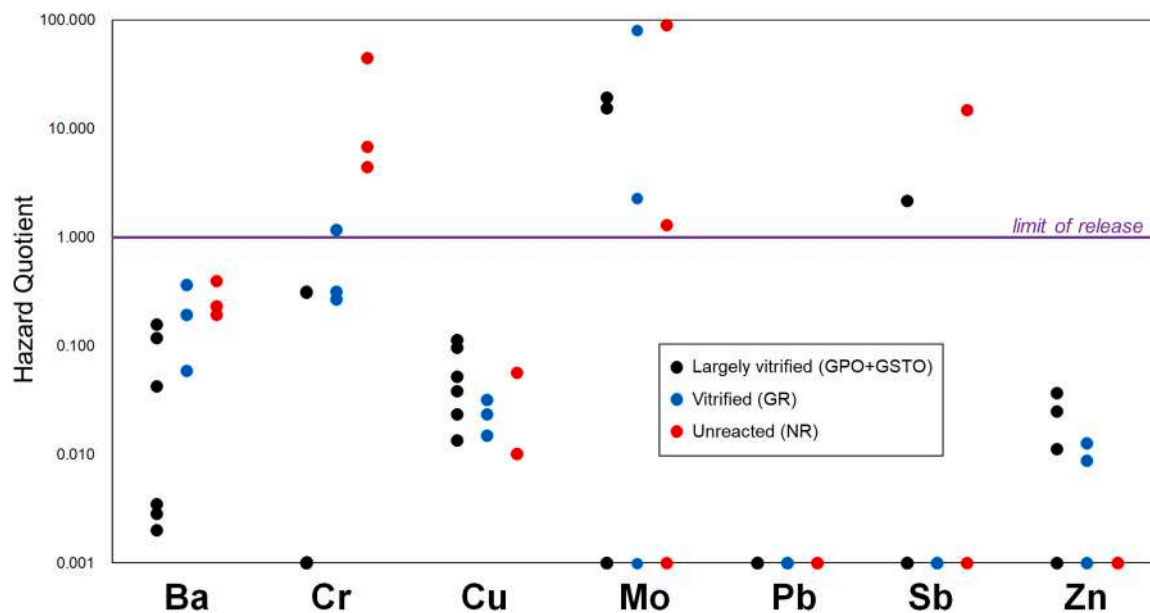 100.000
10.000
1.000
0.100
0.010
0.001
Hazard Quotient
limit of release
Largely vitrified (GPO+GSTO)
Vitrified (GR)
Unreacted (NR)
Ba Cr Cu Mo Pb Sb Zn